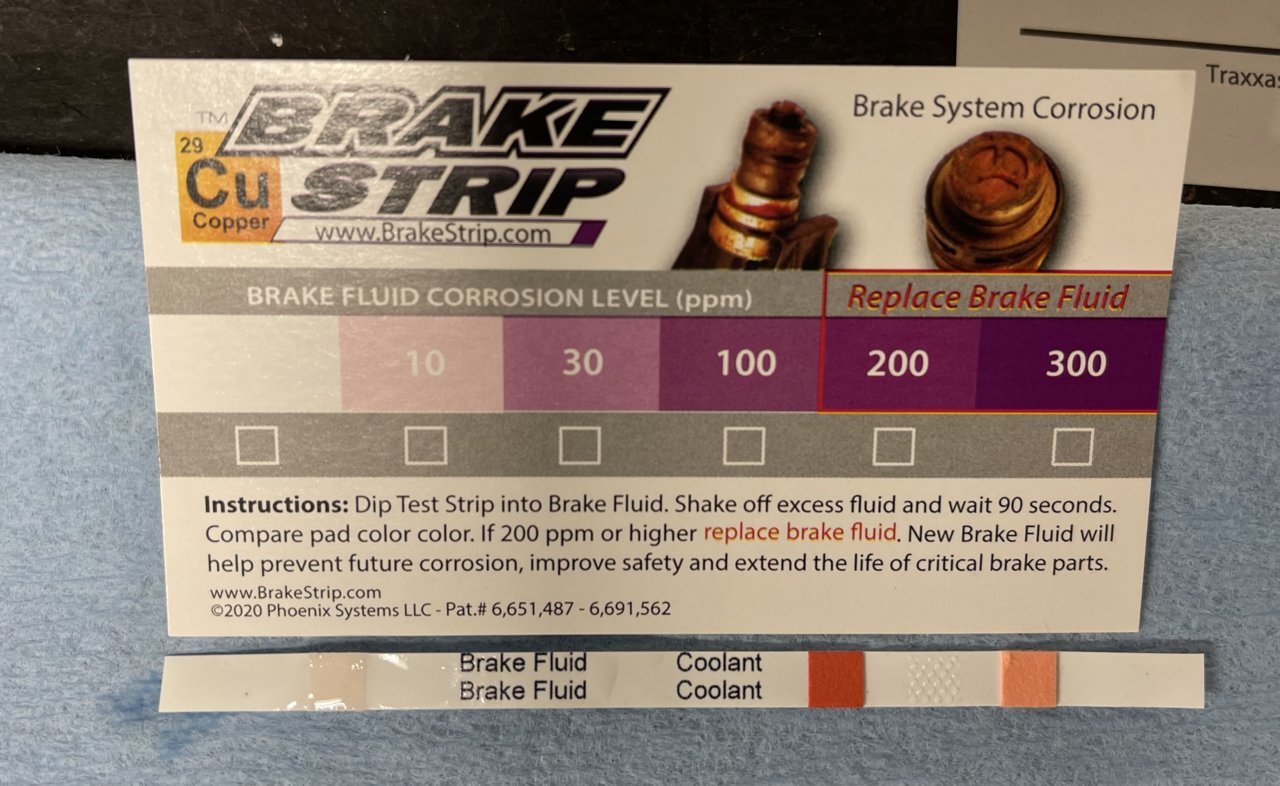 Traxxas
TM
BRAKE
STRIP
29
Cu
Copper
www.BrakeStrip.com
Brake System Corrosion
BRAKE FLUID CORROSION LEVEL (ppm)
Replace Brake Fluid
10 30 100 200 300
Instructions: Dip Test Strip into Brake Fluid. Shake off excess fluid and wait 90 seconds.
Compare pad color color. If 200 ppm or higher replace brake fluid. New Brake Fluid will
help prevent future corrosion, improve safety and extend the life of critical brake parts.
www.BrakeStrip.com
©2020 Phoenix Systems LLC - Pat.# 6,651,487 - 6,691,562
Brake Fluid Coolant
Brake Fluid Coolant